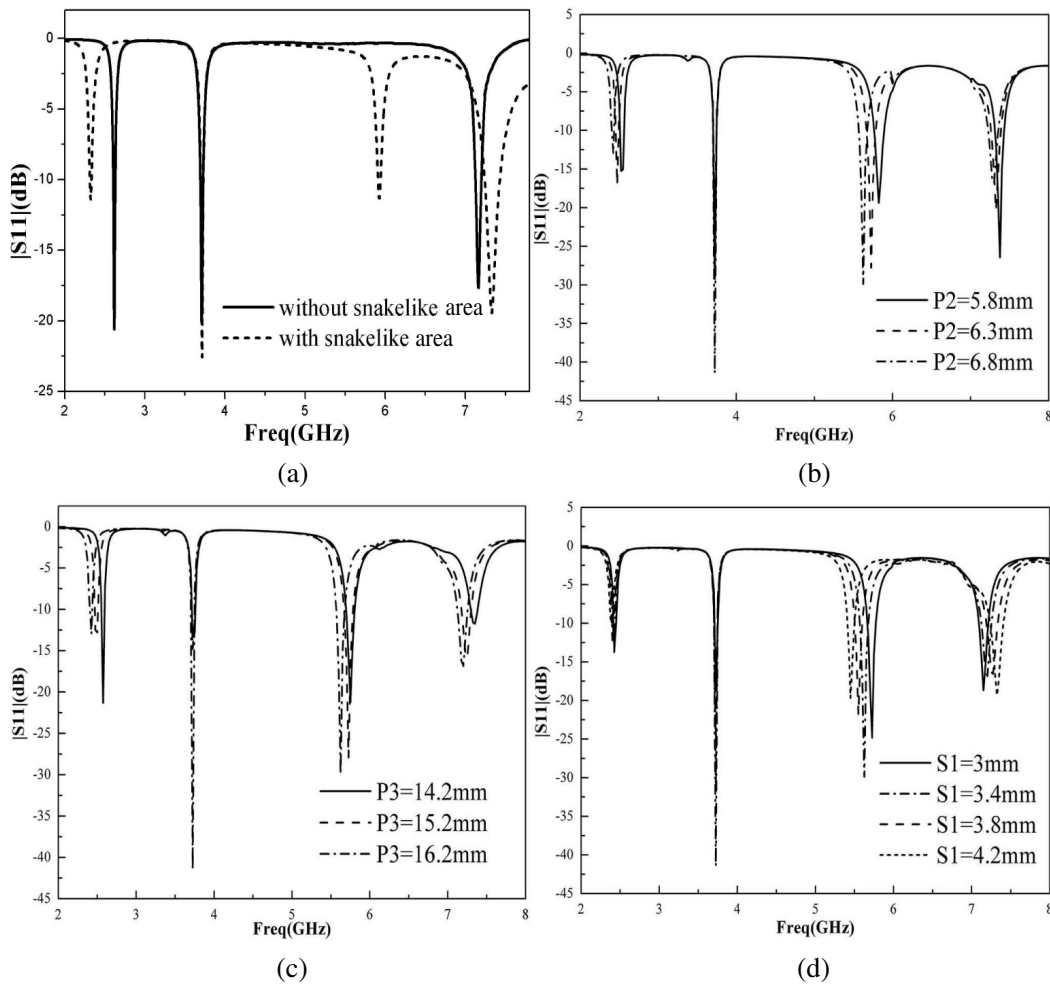 0
-5
-10
-15
-20
-25
|S11|(dB)
without snakelike area
with snakelike area
2 3 4 5 6 7
Freq(GHz)
(a)
5
0
-5
-10
-15
-20
-25
-30
-35
-40
-45
|S11|(dB)
P2=5.8mm
P2=6.3mm
P2=6.8mm
2 4 6 8
Freq(GHz)
(b)
0
-5
-10
-15
-20
-25
-30
-35
-40
-45
|S11|(dB)
P3=14.2mm
P3=15.2mm
P3=16.2mm
2 3 4 5 6 7 8
Freq(GHz)
(c)
5
0
-5
-10
-15
-20
-25
-30
-35
-40
-45
|S11|(dB)
S1=3mm
S1=3.4mm
S1=3.8mm
S1=4.2mm
2 3 4 5 6 7 8
Freq(GHz)
(d)